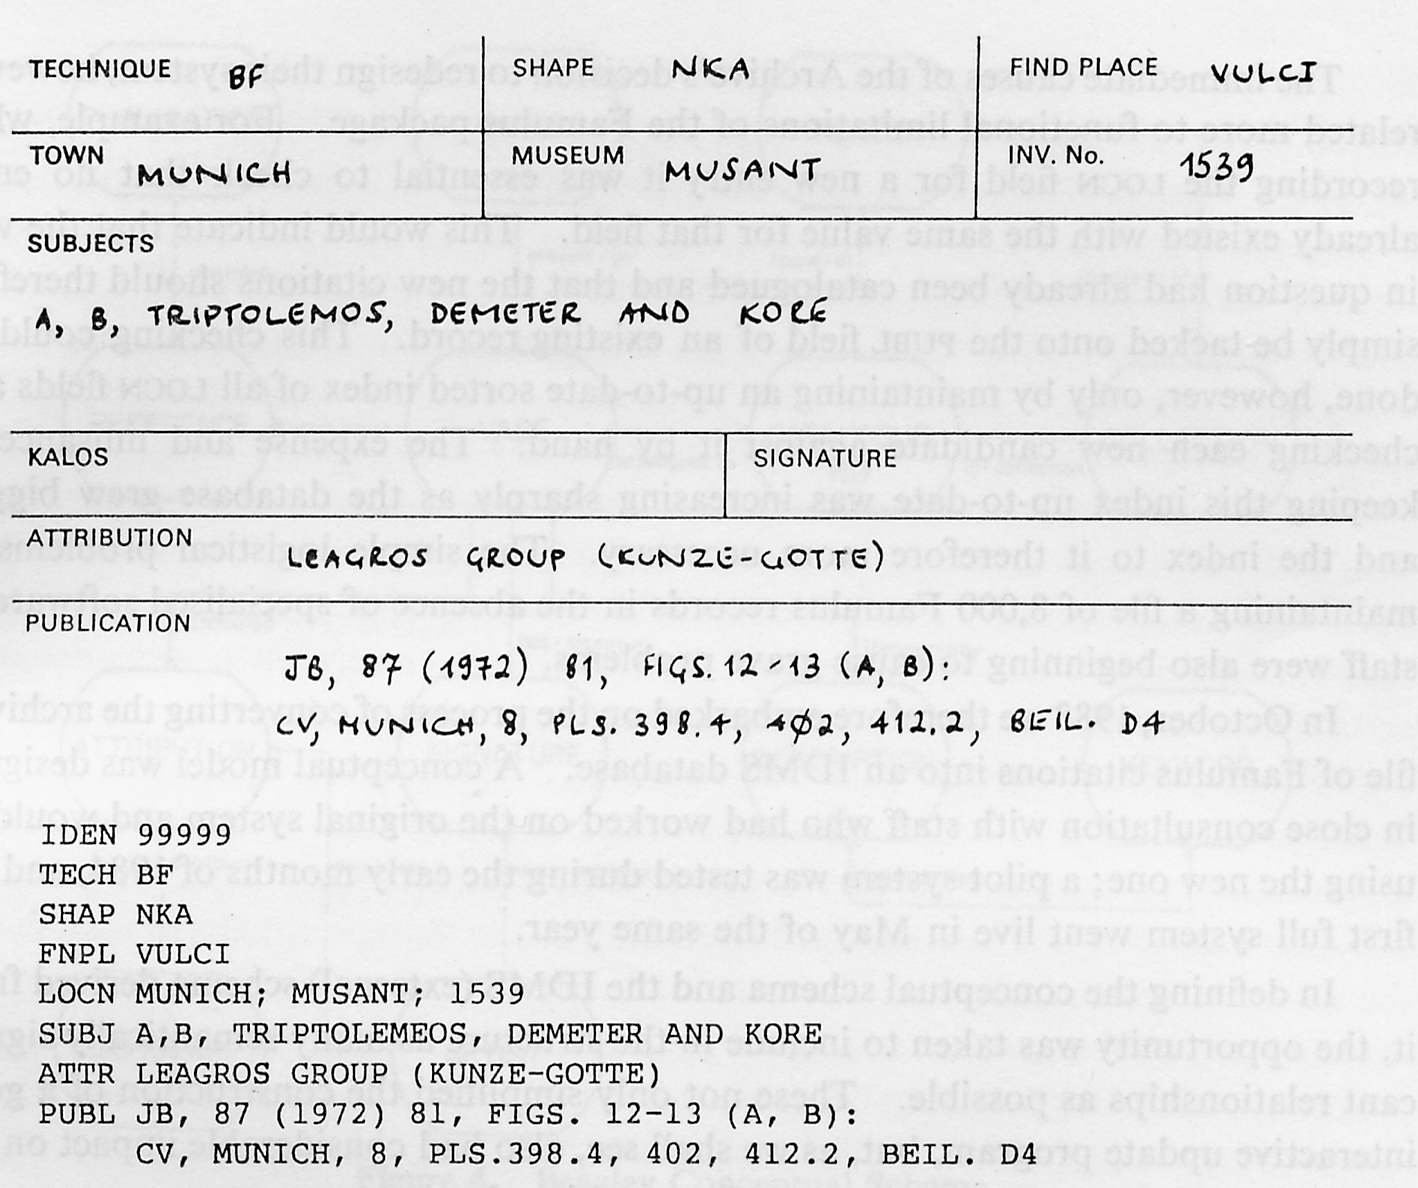 TECHNIQUE BF SHAPE NKA FIND PLACE VULCI
TOWN MUNICH MUSEUM MUSANT INV. No. 1539
SUBJECTS
A, B, TRIPTOLEMOS, DEMETER AND KORE
KALOS SIGNATURE
ATTRIBUTION LEAGROS GROUP (KUNZE-GOTTE)
PUBLICATION
JB, 87 (1972) 81, FIGS. 12-13 (A, B):
CV, MUNICH, 8, PLS. 398.4, 4Ø2, 412.2, BEIL. D4
IDEN 99999
TECH BF
SHAP NKA
FNPL VULCI
LOCN MUNICH; MUSANT; 1539
SUBJ A,B, TRIPTOLEMEOS, DEMETER AND KORE
ATTR LEAGROS GROUP (KUNZE-GOTTE)
PUBL JB, 87 (1972) 81, FIGS. 12-13 (A, B):
CV, MUNICH, 8, PLS.398.4, 402, 412.2, BEIL. D4